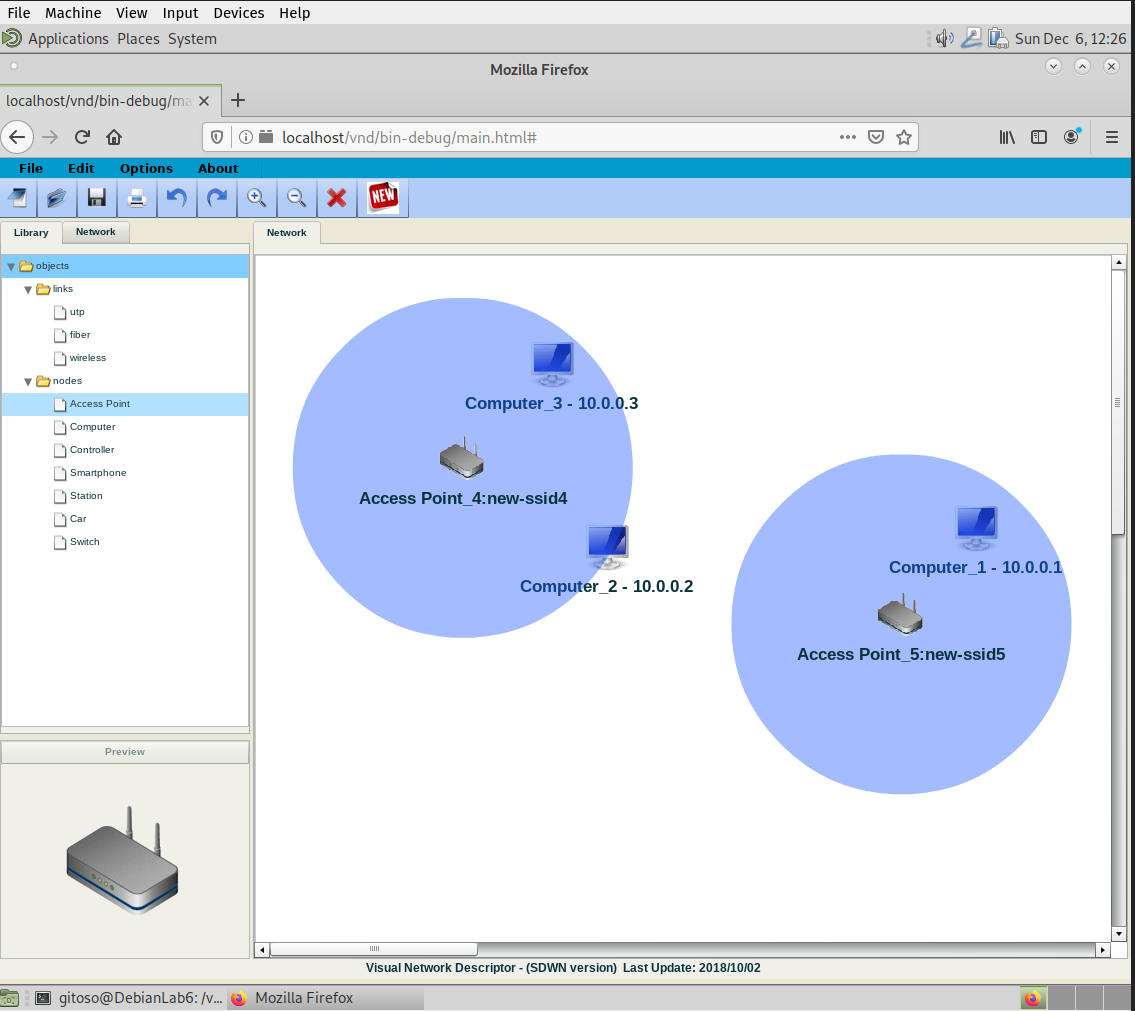 File Machine View Input Devices Help
Applications Places System Sun Dec 6, 12:26
Mozilla Firefox
localhost/vnd/bin-debug/ma
localhost/vnd/bin-debug/main.html#
File Edit Options About
NEW
Library Network
Network
objects
links
utp
fiber
wireless
nodes
Access Point
Computer
Controller
Smartphone
Station
Car
Switch
Computer_3 - 10.0.0.3
Access Point_4:new-ssid4
Computer_2 - 10.0.0.2
Computer_1 - 10.0.0.1
Access Point_5:new-ssid5
Preview
Visual Network Descriptor - (SDWN version) Last Update: 2018/10/02
gitoso@DebianLab6: /v... Mozilla Firefox